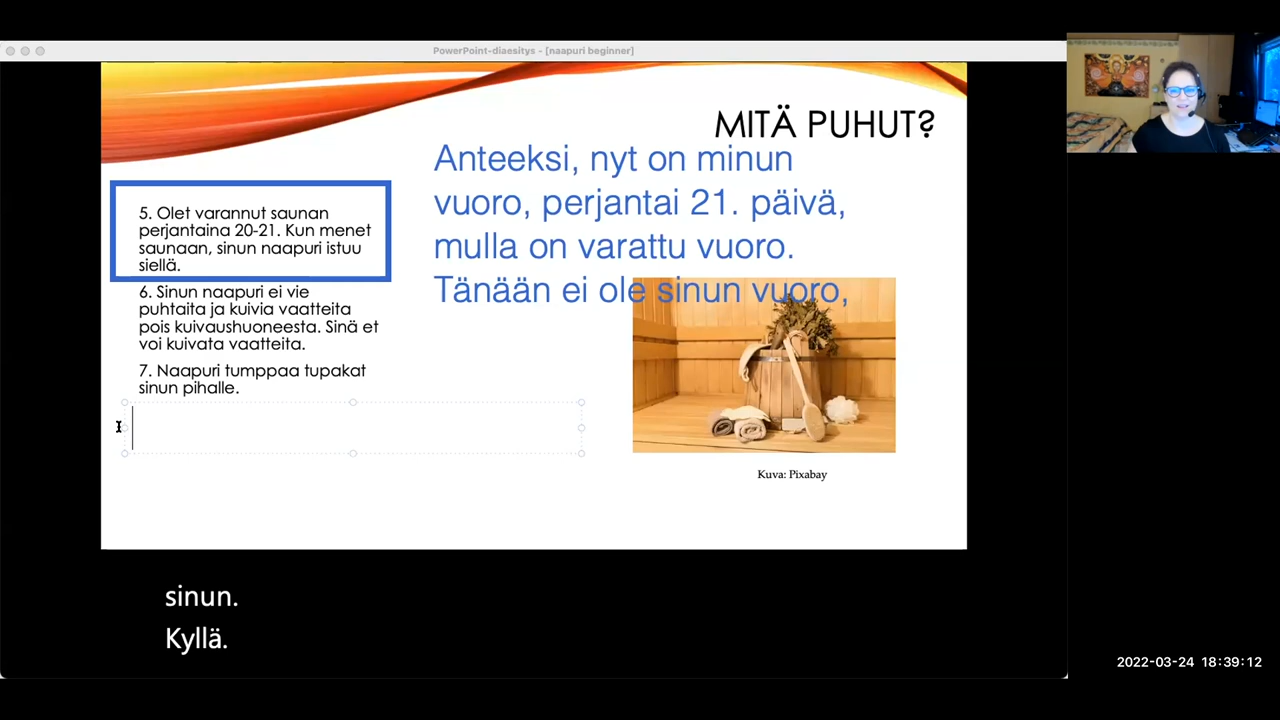 PowerPoint-diaesitys - [naapuri beginner]
MITÄ PUHUT?
Anteeksi, nyt on minun
vuoro, perjantai 21. päivä,
mulla on varattu vuoro.
Tänään ei ole sinun vuoro,
5. Olet varannut saunan
perjantaina 20-21. Kun menet
saunaan, sinun naapuri istuu
siellä.
6. Sinun naapuri ei vie
puhtaita ja kuivia vaatteita
pois kuivaushuoneesta. Sinä et
voi kuivata vaatteita.
7. Naapuri tumppaa tupakat
sinun pihalle.
Kuva: Pixabay
sinun.
Kyllä.
2022-03-24 18:39:12